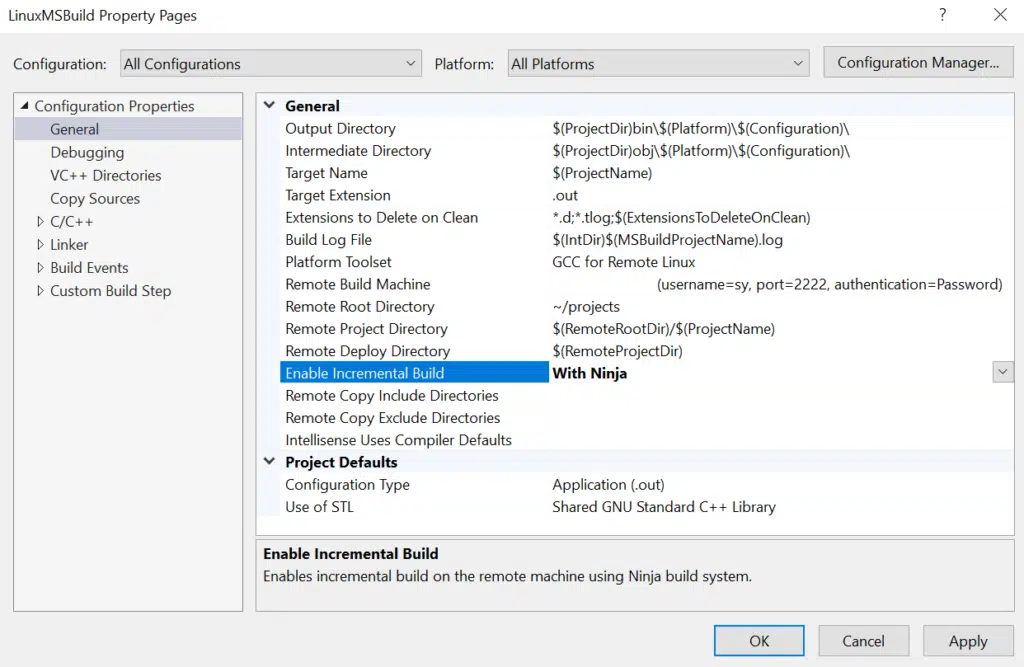 LinuxMSBuild Property Pages
?
Configuration: All Configurations Platform: All Platforms Configuration Manager...
Configuration Properties
General
Debugging
VC++ Directories
Copy Sources
C/C++
Linker
Build Events
Custom Build Step
General
Output Directory $(ProjectDir)bin\$(Platform)\$(Configuration)\
Intermediate Directory $(ProjectDir)obj\$(Platform)\$(Configuration)\
Target Name $(ProjectName)
Target Extension .out
Extensions to Delete on Clean *.d;*.tlog;$(ExtensionsToDeleteOnClean)
Build Log File $(IntDir)$(MSBuildProjectName).log
Platform Toolset GCC for Remote Linux
Remote Build Machine (username=sy, port=2222, authentication=Password)
Remote Root Directory ~/projects
Remote Project Directory $(RemoteRootDir)/$(ProjectName)
Remote Deploy Directory $(RemoteProjectDir)
Enable Incremental Build With Ninja
Remote Copy Include Directories
Remote Copy Exclude Directories
Intellisense Uses Compiler Defaults
Project Defaults
Configuration Type Application (.out)
Use of STL Shared GNU Standard C++ Library
Enable Incremental Build
Enables incremental build on the remote machine using Ninja build system.
OK Cancel Apply